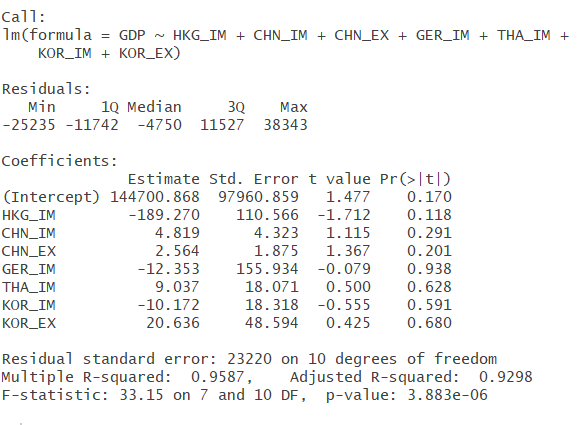 Call:
lm(formula = GDP ~ HKG_IM + CHN_IM + CHN_EX + GER_IM + THA_IM +
    KOR_IM + KOR_EX)

Residuals:
   Min     1Q Median     3Q    Max
-25235 -11742  -4750  11527  38343

Coefficients:
              Estimate Std. Error t value Pr(>|t|)
(Intercept) 144700.868  97960.859   1.477    0.170
HKG_IM        -189.270    110.566  -1.712    0.118
CHN_IM           4.819      4.323   1.115    0.291
CHN_EX           2.564      1.875   1.367    0.201
GER_IM         -12.353    155.934  -0.079    0.938
THA_IM           9.037     18.071   0.500    0.628
KOR_IM         -10.172     18.318  -0.555    0.591
KOR_EX          20.636     48.594   0.425    0.680

Residual standard error: 23220 on 10 degrees of freedom
Multiple R-squared:  0.9587,    Adjusted R-squared:  0.9298
F-statistic: 33.15 on 7 and 10 DF,  p-value: 3.883e-06